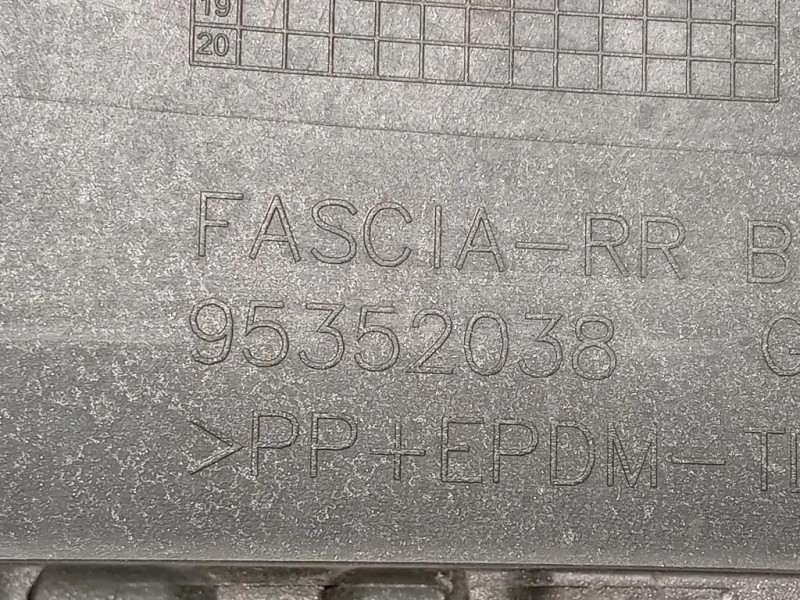 19
20
FASCIA-RR B
95352038 G
>PP+EPDM-T